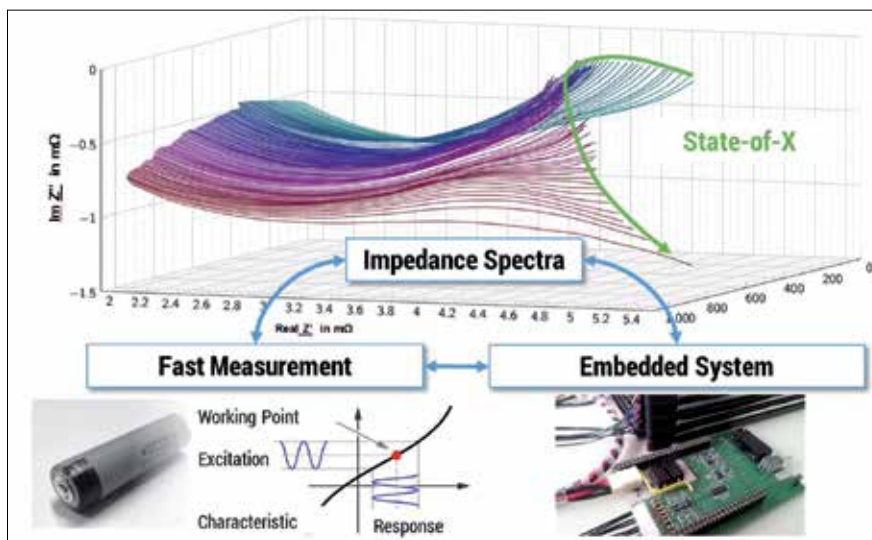 0
−0.5
−1
−1.5
Im Z'' in mΩ
State-of-X
2 2.2 2.4 2.6 3.2 3.4 3.6 3.8 4 4.2 4.4 4.6 4.8 5 5.2 5.4
000 800 600 400 200 0
Real Z' in mΩ
Impedance Spectra
Fast Measurement
Embedded System
Working Point
Excitation
Characteristic
Response